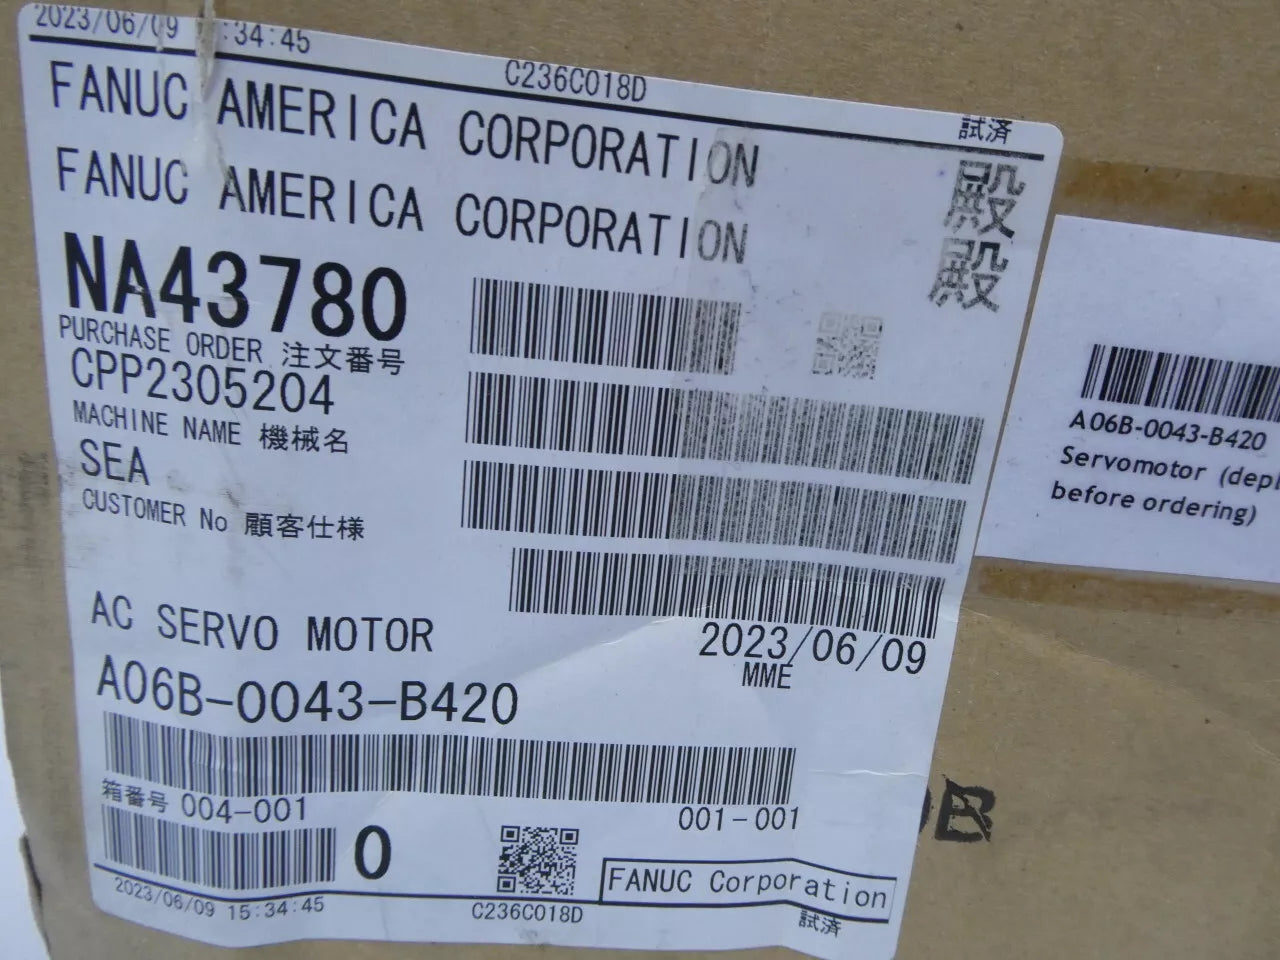 2023/06/09 :34:45
C236C018D
試済
FANUC AMERICA CORPORATION 殿
FANUC AMERICA CORPORATION 殿
NA43780
PURCHASE ORDER 注文番号
CPP2305204
MACHINE NAME 機械名
SEA
CUSTOMER No 顧客仕様
AC SERVO MOTOR
2023/06/09
MME
A06B-0043-B420
箱番号 004-001
001-001
0
FANUC Corporation
2023/06/09 15:34:45
C236C018D
試済
A06B-0043-B420
Servomotor
before ordering)